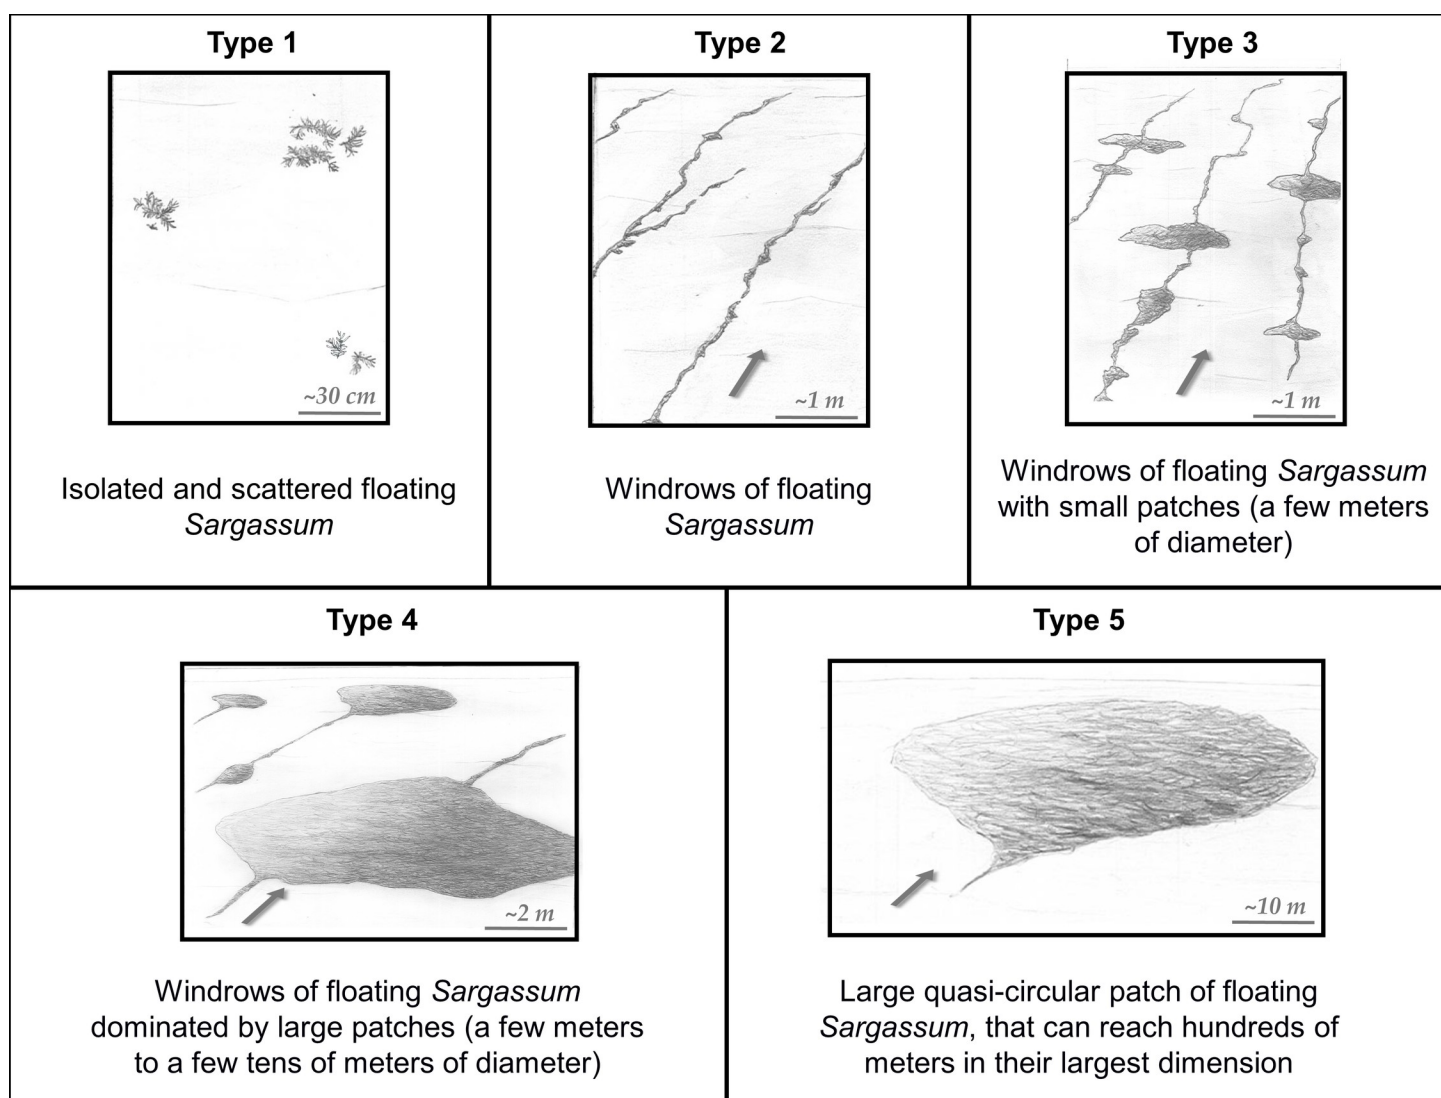 Type 1
~30 cm
Isolated and scattered floating
Sargassum
Type 2
~1 m
Windrows of floating
Sargassum
Type 3
~1 m
Windrows of floating Sargassum
with small patches (a few meters
of diameter)
Type 4
~2 m
Windrows of floating Sargassum
dominated by large patches (a few meters
to a few tens of meters of diameter)
Type 5
~10 m
Large quasi-circular patch of floating
Sargassum, that can reach hundreds of
meters in their largest dimension